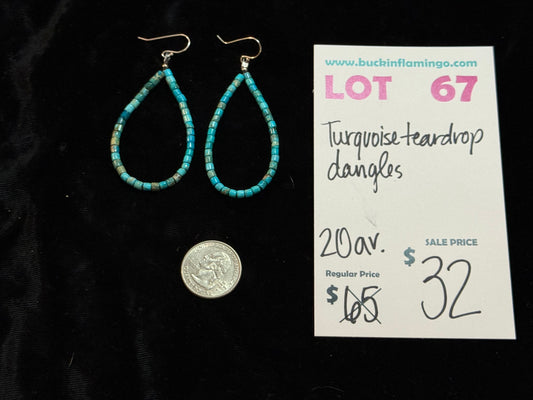 www.buckinflamingo.com
LOT 67
Turquoise teardrop
dangles
20av.
SALE PRICE
$32
Regular Price
$65